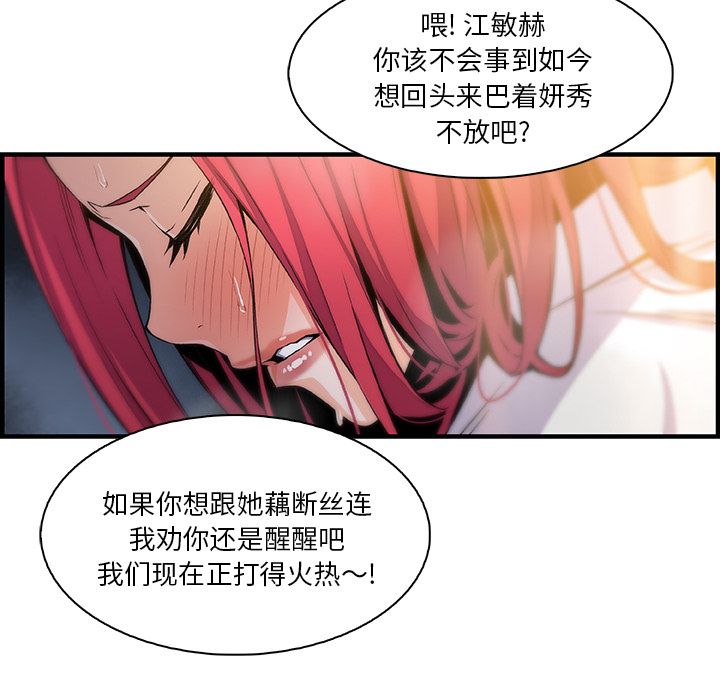 喂! 江敏赫
你该不会事到如今
想回头来巴着妍秀
不放吧?
如果你想跟她藕断丝连
我劝你还是醒醒吧
我们现在正打得火热～!